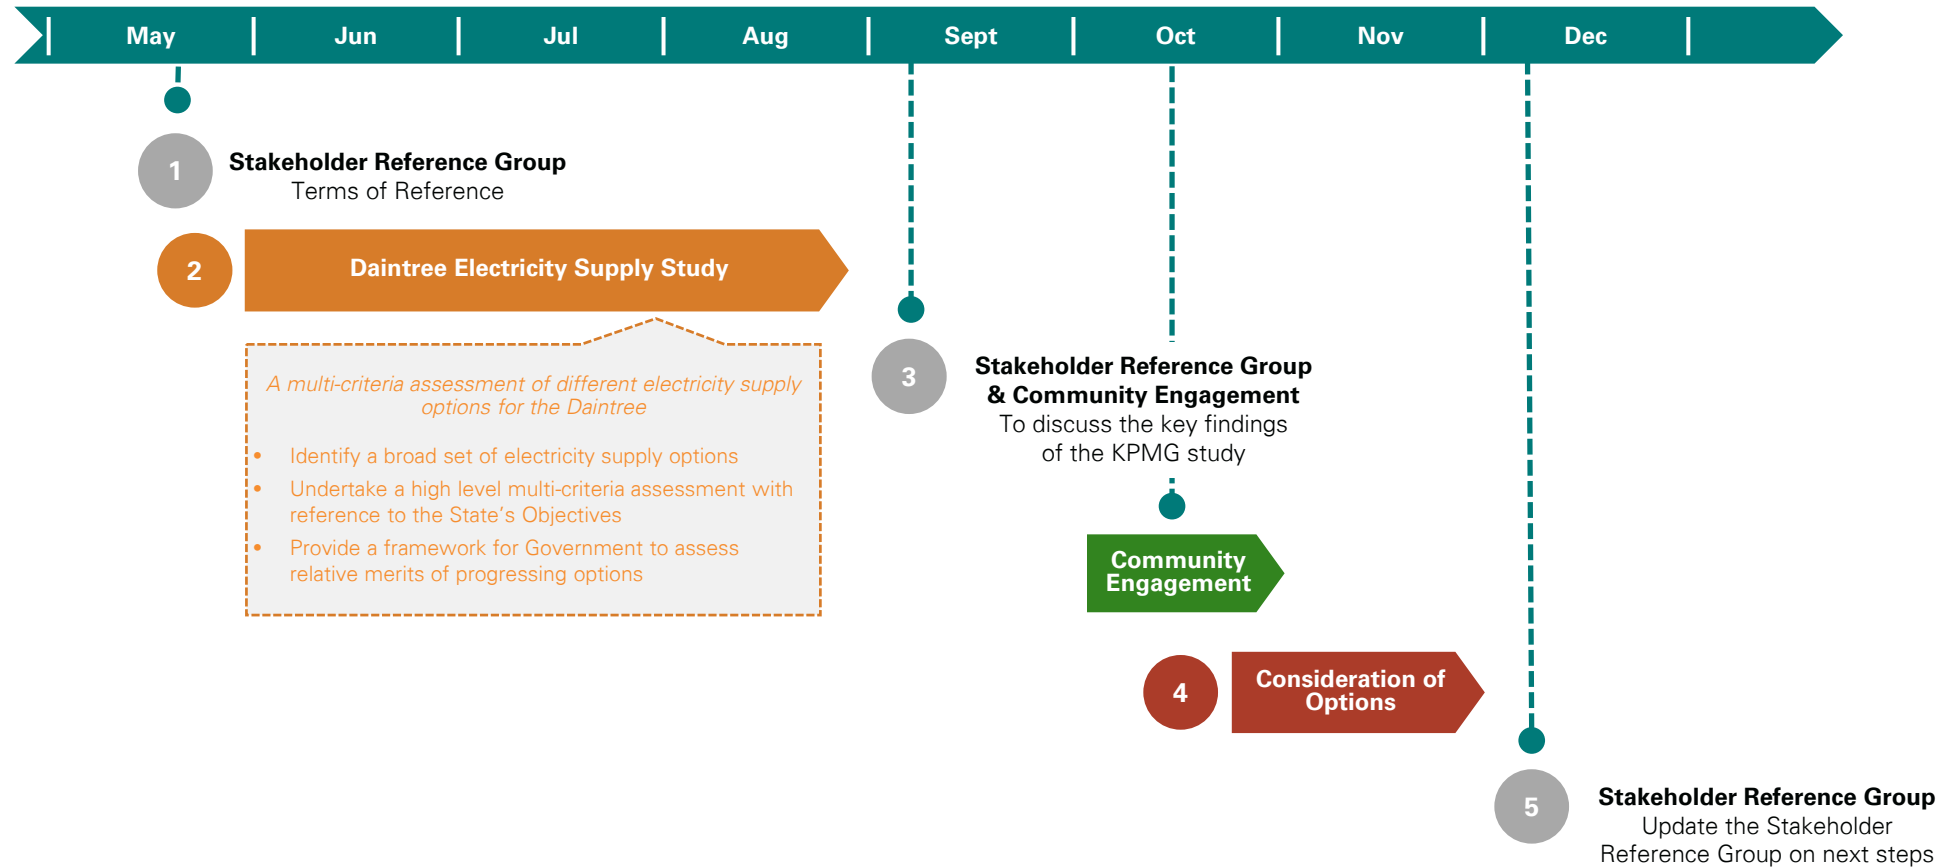 May Jun Jul Aug Sept Oct Nov Dec
1
Stakeholder Reference Group
Terms of Reference
2
Daintree Electricity Supply Study
A multi-criteria assessment of different electricity supply
options for the Daintree
• Identify a broad set of electricity supply options
• Undertake a high level multi-criteria assessment with
reference to the State's Objectives
• Provide a framework for Government to assess
relative merits of progressing options
3
Stakeholder Reference Group
& Community Engagement
To discuss the key findings
of the KPMG study
Community
Engagement
4
Consideration of
Options
5
Stakeholder Reference Group
Update the Stakeholder
Reference Group on next steps